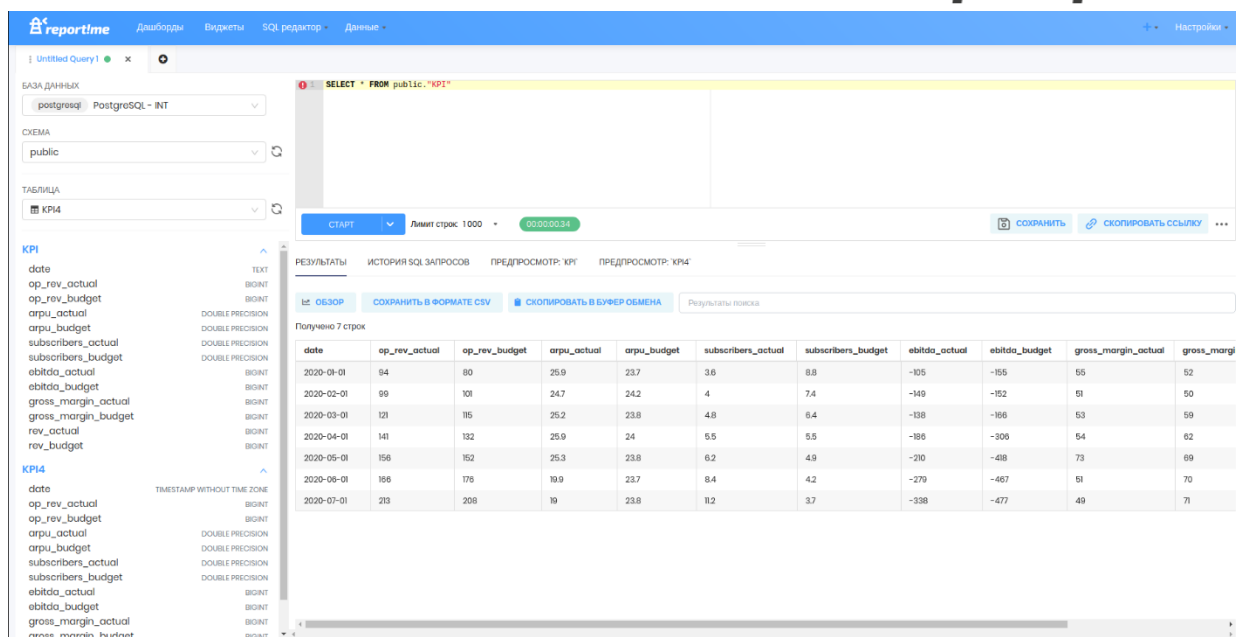 report!me Дашборды Виджеты SQL редактор Данные Настройки
Untitled Query 1 x
БАЗА ДАННЫХ
postgresql PostgreSQL - INT
СХЕМА
public
ТАБЛИЦА
KPI4
KPI
date TEXT
op_rev_actual BIGINT
op_rev_budget BIGINT
arpu_actual DOUBLE PRECISION
arpu_budget DOUBLE PRECISION
subscribers_actual DOUBLE PRECISION
subscribers_budget DOUBLE PRECISION
ebitda_actual BIGINT
ebitda_budget BIGINT
gross_margin_actual BIGINT
gross_margin_budget BIGINT
rev_actual BIGINT
rev_budget BIGINT
KPI4
date TIMESTAMP WITHOUT TIME ZONE
op_rev_actual BIGINT
op_rev_budget BIGINT
arpu_actual DOUBLE PRECISION
arpu_budget DOUBLE PRECISION
subscribers_actual DOUBLE PRECISION
subscribers_budget DOUBLE PRECISION
ebitda_actual BIGINT
ebitda_budget BIGINT
gross_margin_actual BIGINT
gross_margin_budget BIGINT
1 SELECT * FROM public."KPI"
СТАРТ Лимит строк: 1000 00:00:00.34 СОХРАНИТЬ СКОПИРОВАТЬ ССЫЛКУ
РЕЗУЛЬТАТЫ ИСТОРИЯ SQL ЗАПРОСОВ ПРЕДПРОСМОТР: `KPI` ПРЕДПРОСМОТР: `KPI4`
ОБЗОР СОХРАНИТЬ В ФОРМАТЕ CSV СКОПИРОВАТЬ В БУФЕР ОБМЕНА Результаты поиска
Получено 7 строк
date op_rev_actual op_rev_budget arpu_actual arpu_budget subscribers_actual subscribers_budget ebitda_actual ebitda_budget gross_margin_actual gross_margi
2020-01-01 94 80 25.9 23.7 3.6 8.8 -105 -155 55 52
2020-02-01 99 101 24.7 24.2 4 7.4 -149 -152 51 50
2020-03-01 121 115 25.2 23.8 4.8 6.4 -138 -166 53 59
2020-04-01 141 132 25.9 24 5.5 5.5 -186 -306 54 62
2020-05-01 156 152 25.3 23.8 6.2 4.9 -210 -418 73 69
2020-06-01 166 176 19.9 23.7 8.4 4.2 -279 -467 51 70
2020-07-01 213 208 19 23.8 11.2 3.7 -338 -477 49 71